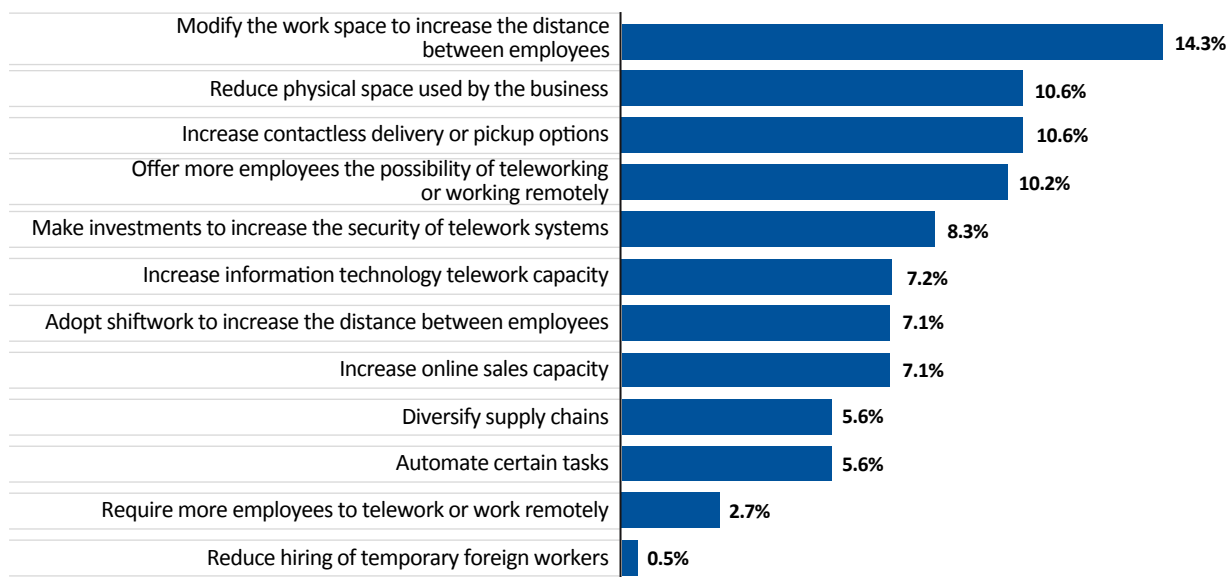 Modify the work space to increase the distance
between employees
14.3%
Reduce physical space used by the business
10.6%
Increase contactless delivery or pickup options
10.6%
Offer more employees the possibility of teleworking
or working remotely
10.2%
Make investments to increase the security of telework systems
8.3%
Increase information technology telework capacity
7.2%
Adopt shiftwork to increase the distance between employees
7.1%
Increase online sales capacity
7.1%
Diversify supply chains
5.6%
Automate certain tasks
5.6%
Require more employees to telework or work remotely
2.7%
Reduce hiring of temporary foreign workers
0.5%